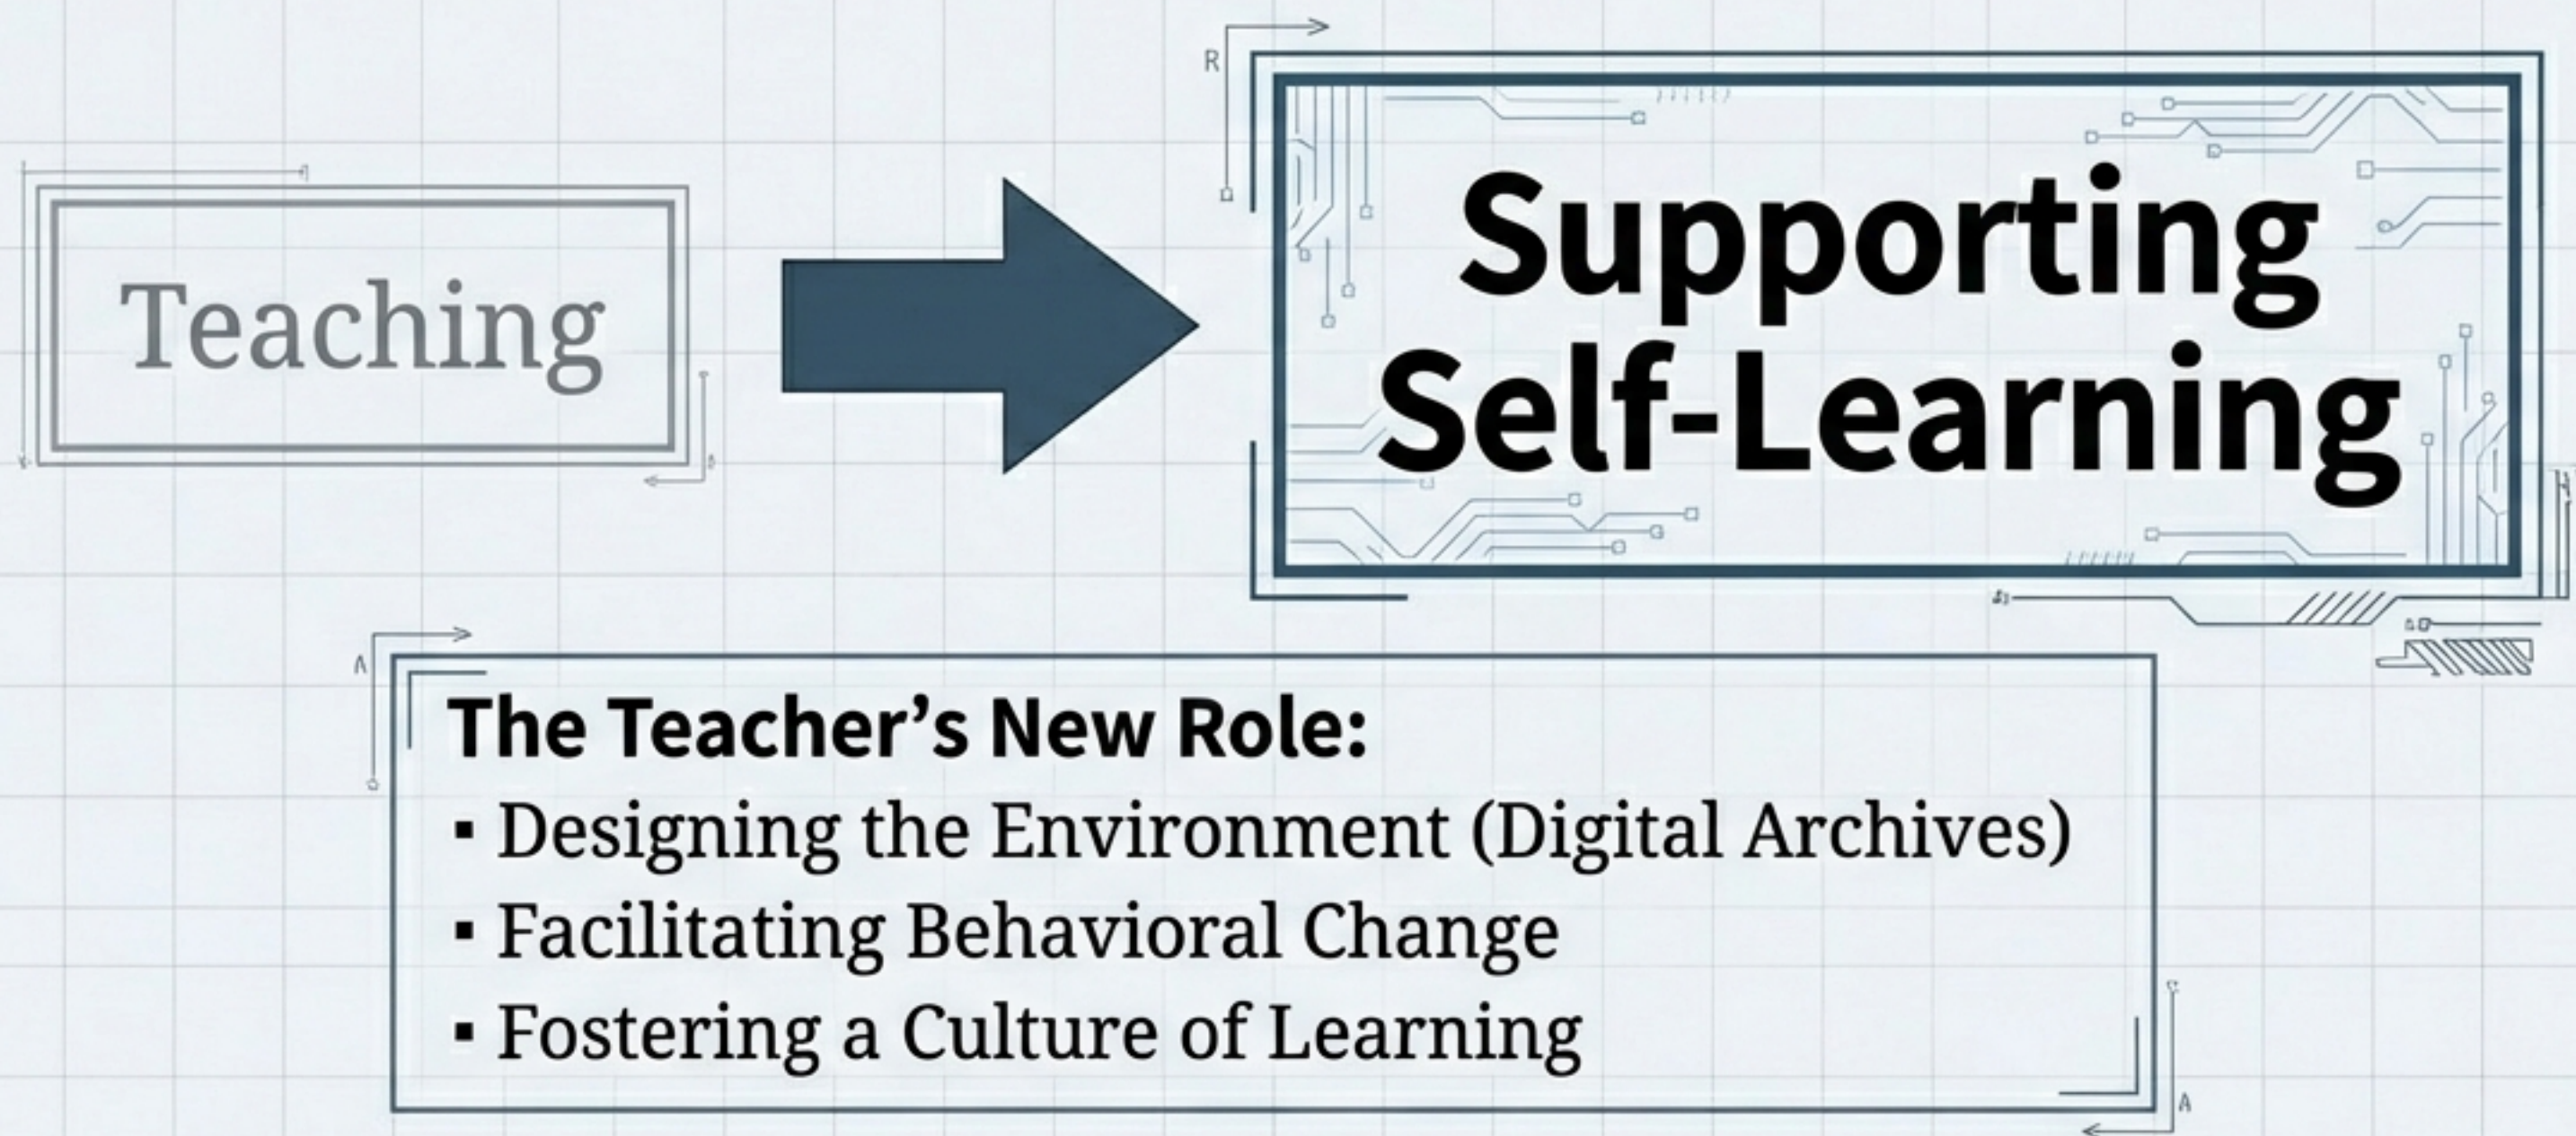 Teaching
Supporting
Self-Learning
R
A
The Teacher’s New Role:
▪ Designing the Environment (Digital Archives)
▪ Facilitating Behavioral Change
▪ Fostering a Culture of Learning
A